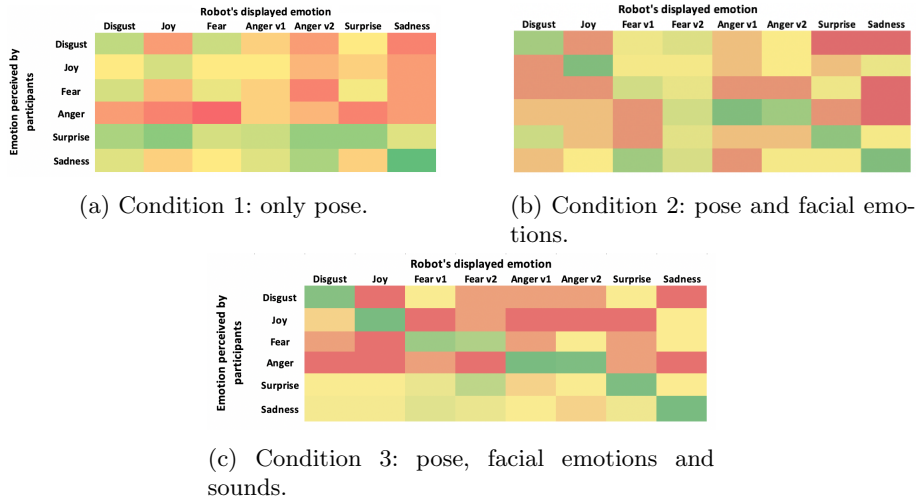 Robot's displayed emotion
Disgust Joy Fear Anger v1 Anger v2 Surprise Sadness
Emotion perceived by participants
Disgust
Joy
Fear
Anger
Surprise
Sadness
(a) Condition 1: only pose.
Robot's displayed emotion
Disgust Joy Fear v1 Fear v2 Anger v1 Anger v2 Surprise Sadness
(b) Condition 2: pose and facial emo-
tions.
Robot's displayed emotion
Disgust Joy Fear v1 Fear v2 Anger v1 Anger v2 Surprise Sadness
Emotion perceived by
participants
Disgust
Joy
Fear
Anger
Surprise
Sadness
(c) Condition 3: pose, facial emotions and
sounds.